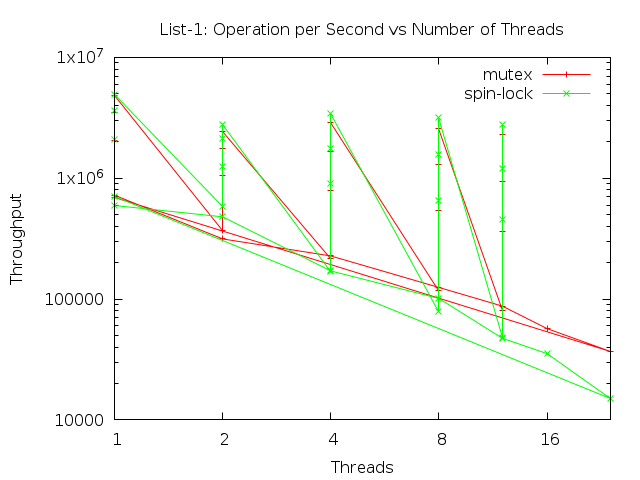 List-1: Operation per Second vs Number of Threads
mutex
spin-lock
Throughput
1x10^7
1x10^6
100000
10000
1 2 4 8 16
Threads